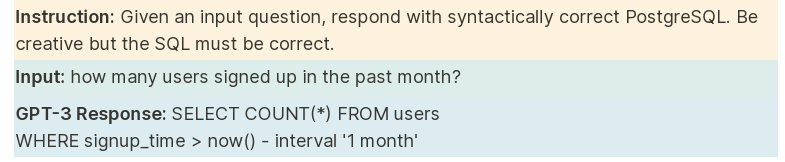 Instruction: Given an input question, respond with syntactically correct PostgreSQL. Be
creative but the SQL must be correct.
Input: how many users signed up in the past month?
GPT-3 Response: SELECT COUNT(*) FROM users
WHERE signup_time > now() - interval '1 month'